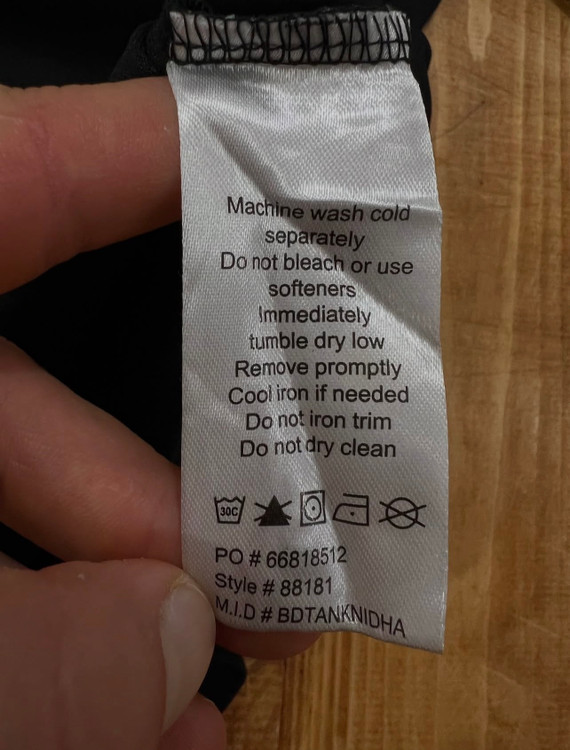 Machine wash cold
separately
Do not bleach or use
softeners
Immediately
tumble dry low
Remove promptly
Cool iron if needed
Do not iron trim
Do not dry clean
30C
PO # 66818512
Style # 88181
M.I.D # BDTANKNIDHA